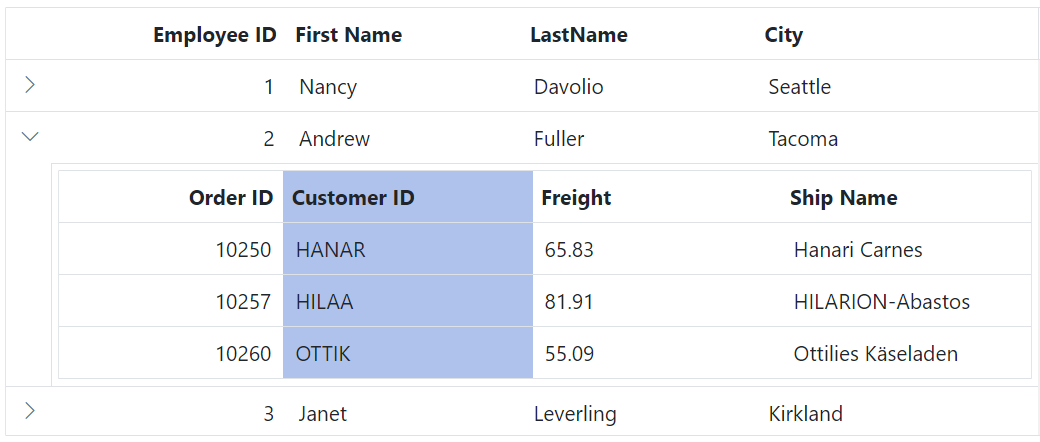 Employee ID First Name LastName City
1 Nancy Davolio Seattle
2 Andrew Fuller Tacoma
Order ID Customer ID Freight Ship Name
10250 HANAR 65.83 Hanari Carnes
10257 HILAA 81.91 HILARION-Abastos
10260 OTTIK 55.09 Ottilies Käseladen
3 Janet Leverling Kirkland